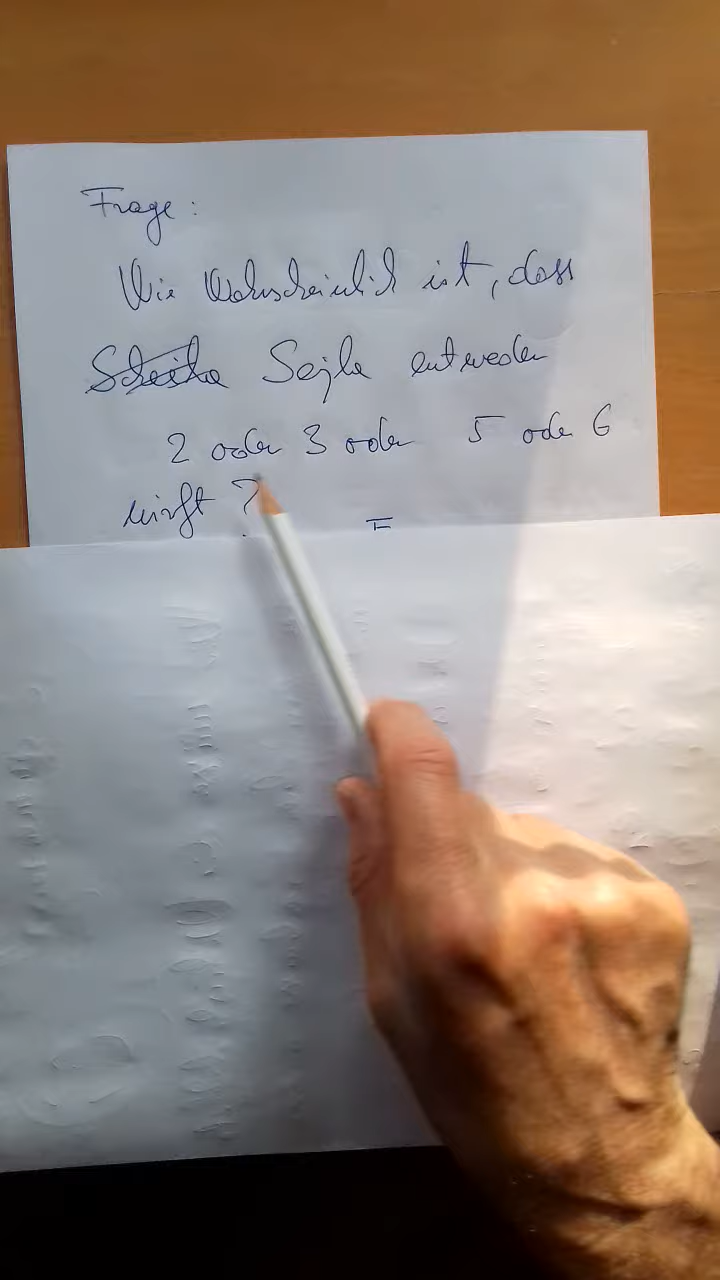 Frage:
Wie Wahrscheinlich ist, dass
Sejla entweder
2 oder 3 oder 5 oder 6
wirft ?